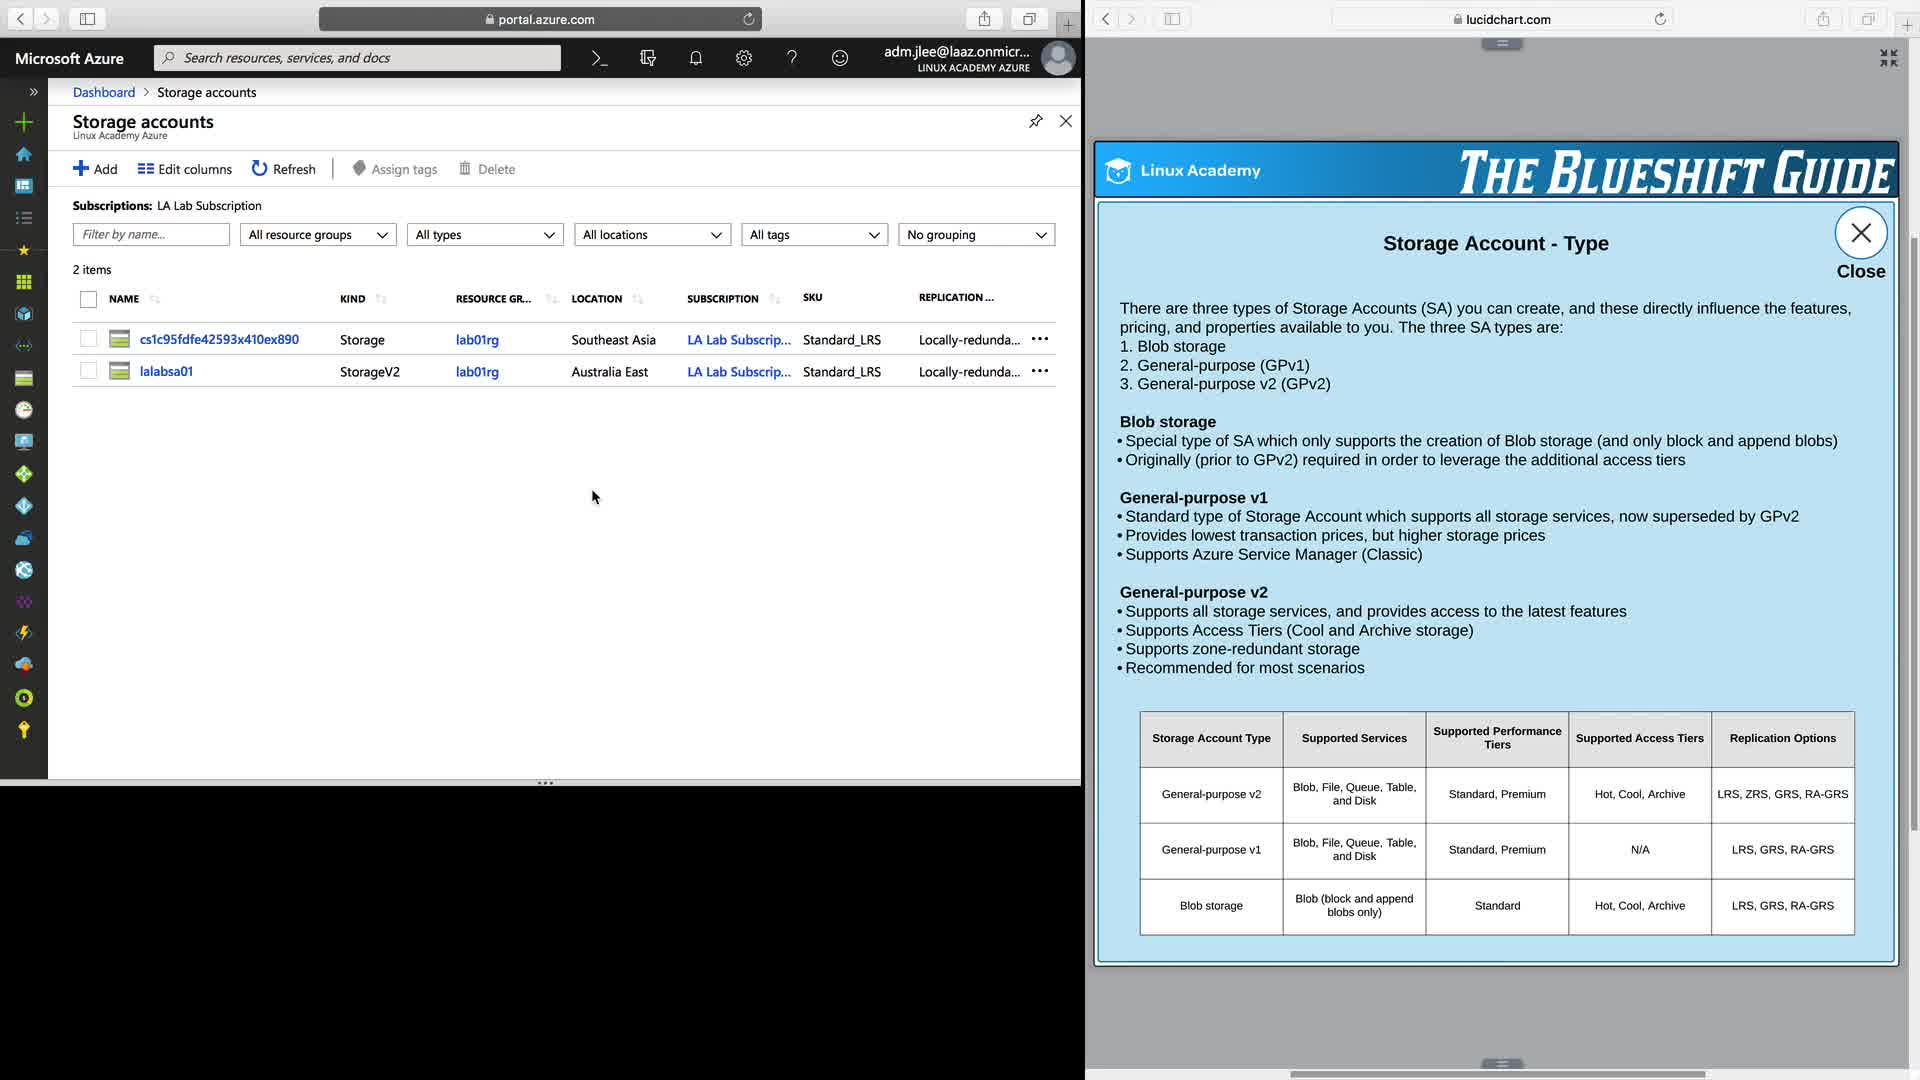 portal.azure.com
Microsoft Azure
Search resources, services, and docs
adm.jlee@laaz.onmicr...
LINUX ACADEMY AZURE
Dashboard > Storage accounts
Storage accounts
Linux Academy Azure
Add
Edit columns
Refresh
Assign tags
Delete
Subscriptions: LA Lab Subscription
Filter by name...
All resource groups
All types
All locations
All tags
No grouping
2 items
NAME KIND RESOURCE GR... LOCATION SUBSCRIPTION SKU REPLICATION ...
cs1c95fdfe42593x410ex890 Storage lab01rg Southeast Asia LA Lab Subscrip... Standard_LRS Locally-redunda... •••
lalabsa01 StorageV2 lab01rg Australia East LA Lab Subscrip... Standard_LRS Locally-redunda... •••
lucidchart.com
Linux Academy
THE BLUESHIFT GUIDE
Storage Account - Type
Close
There are three types of Storage Accounts (SA) you can create, and these directly influence the features,
pricing, and properties available to you. The three SA types are:
1. Blob storage
2. General-purpose (GPv1)
3. General-purpose v2 (GPv2)
Blob storage
• Special type of SA which only supports the creation of Blob storage (and only block and append blobs)
• Originally (prior to GPv2) required in order to leverage the additional access tiers
General-purpose v1
• Standard type of Storage Account which supports all storage services, now superseded by GPv2
• Provides lowest transaction prices, but higher storage prices
• Supports Azure Service Manager (Classic)
General-purpose v2
• Supports all storage services, and provides access to the latest features
• Supports Access Tiers (Cool and Archive storage)
• Supports zone-redundant storage
• Recommended for most scenarios
Storage Account Type
Supported Services
Supported Performance
Tiers
Supported Access Tiers
Replication Options
General-purpose v2
Blob, File, Queue, Table,
and Disk
Standard, Premium
Hot, Cool, Archive
LRS, ZRS, GRS, RA-GRS
General-purpose v1
Blob, File, Queue, Table,
and Disk
Standard, Premium
N/A
LRS, GRS, RA-GRS
Blob storage
Blob (block and append
blobs only)
Standard
Hot, Cool, Archive
LRS, GRS, RA-GRS